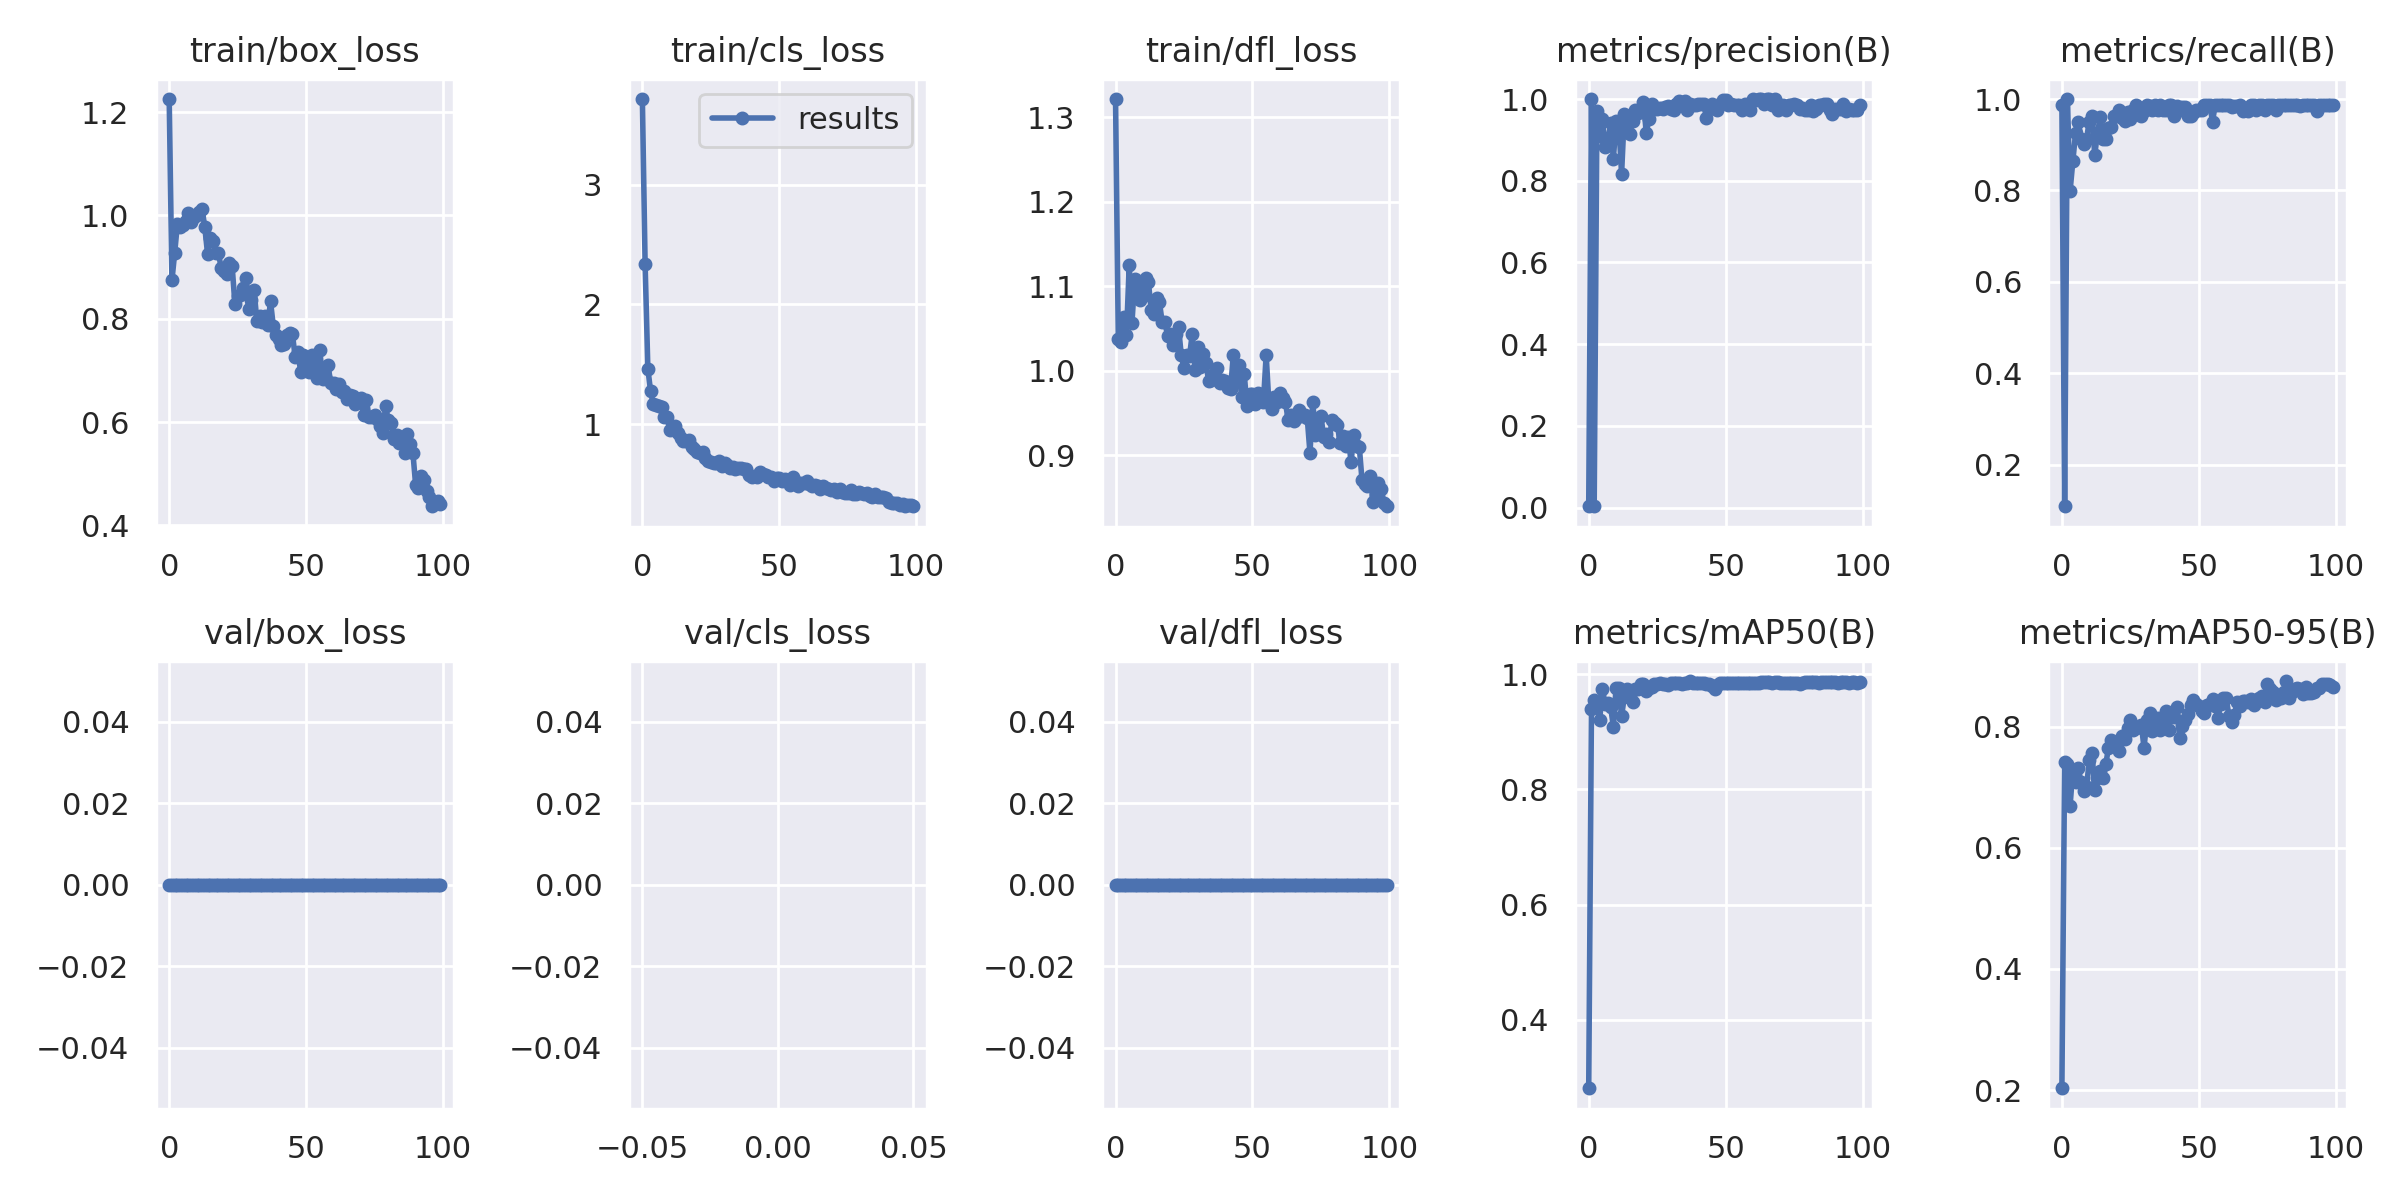 train/box_loss
train/cls_loss
train/dfl_loss
metrics/precision(B)
metrics/recall(B)
1.2
1.0
0.8
0.6
0.4
0 50 100
results
3
2
1
0 50 100
1.3
1.2
1.1
1.0
0.9
0 50 100
1.0
0.8
0.6
0.4
0.2
0.0
0 50 100
1.0
0.8
0.6
0.4
0.2
0 50 100
val/box_loss
val/cls_loss
val/dfl_loss
metrics/mAP50(B)
metrics/mAP50-95(B)
0.04
0.02
0.00
−0.02
−0.04
0 50 100
0.04
0.02
0.00
−0.02
−0.04
−0.05 0.00 0.05
0.04
0.02
0.00
−0.02
−0.04
0 50 100
1.0
0.8
0.6
0.4
0 50 100
0.8
0.6
0.4
0.2
0 50 100